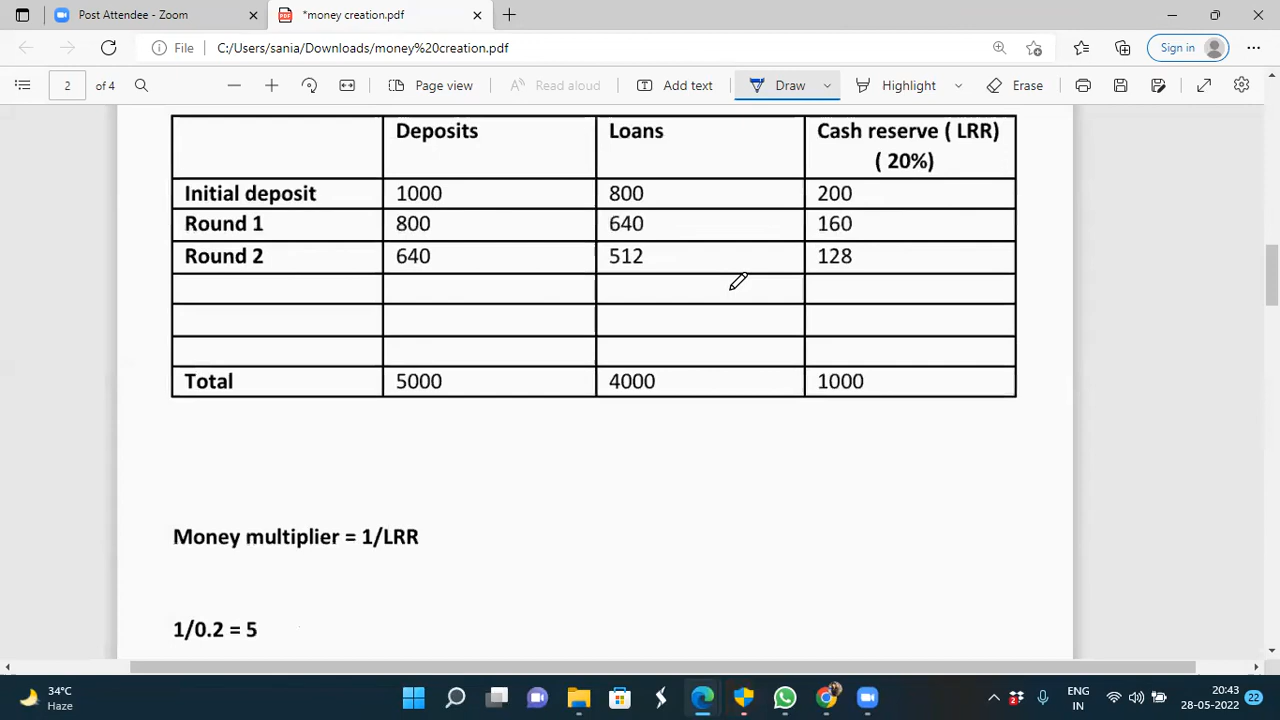 Post Attendee - Zoom
*money creation.pdf
File C:/Users/sania/Downloads/money%20creation.pdf Sign in
2 of 4 Page view Read aloud Add text Draw Highlight Erase
Deposits Loans Cash reserve ( LRR)
( 20%)
Initial deposit 1000 800 200
Round 1 800 640 160
Round 2 640 512 128
Total 5000 4000 1000
Money multiplier = 1/LRR
1/0.2 = 5
34°C ENG 20:43
Haze IN 28-05-2022 22